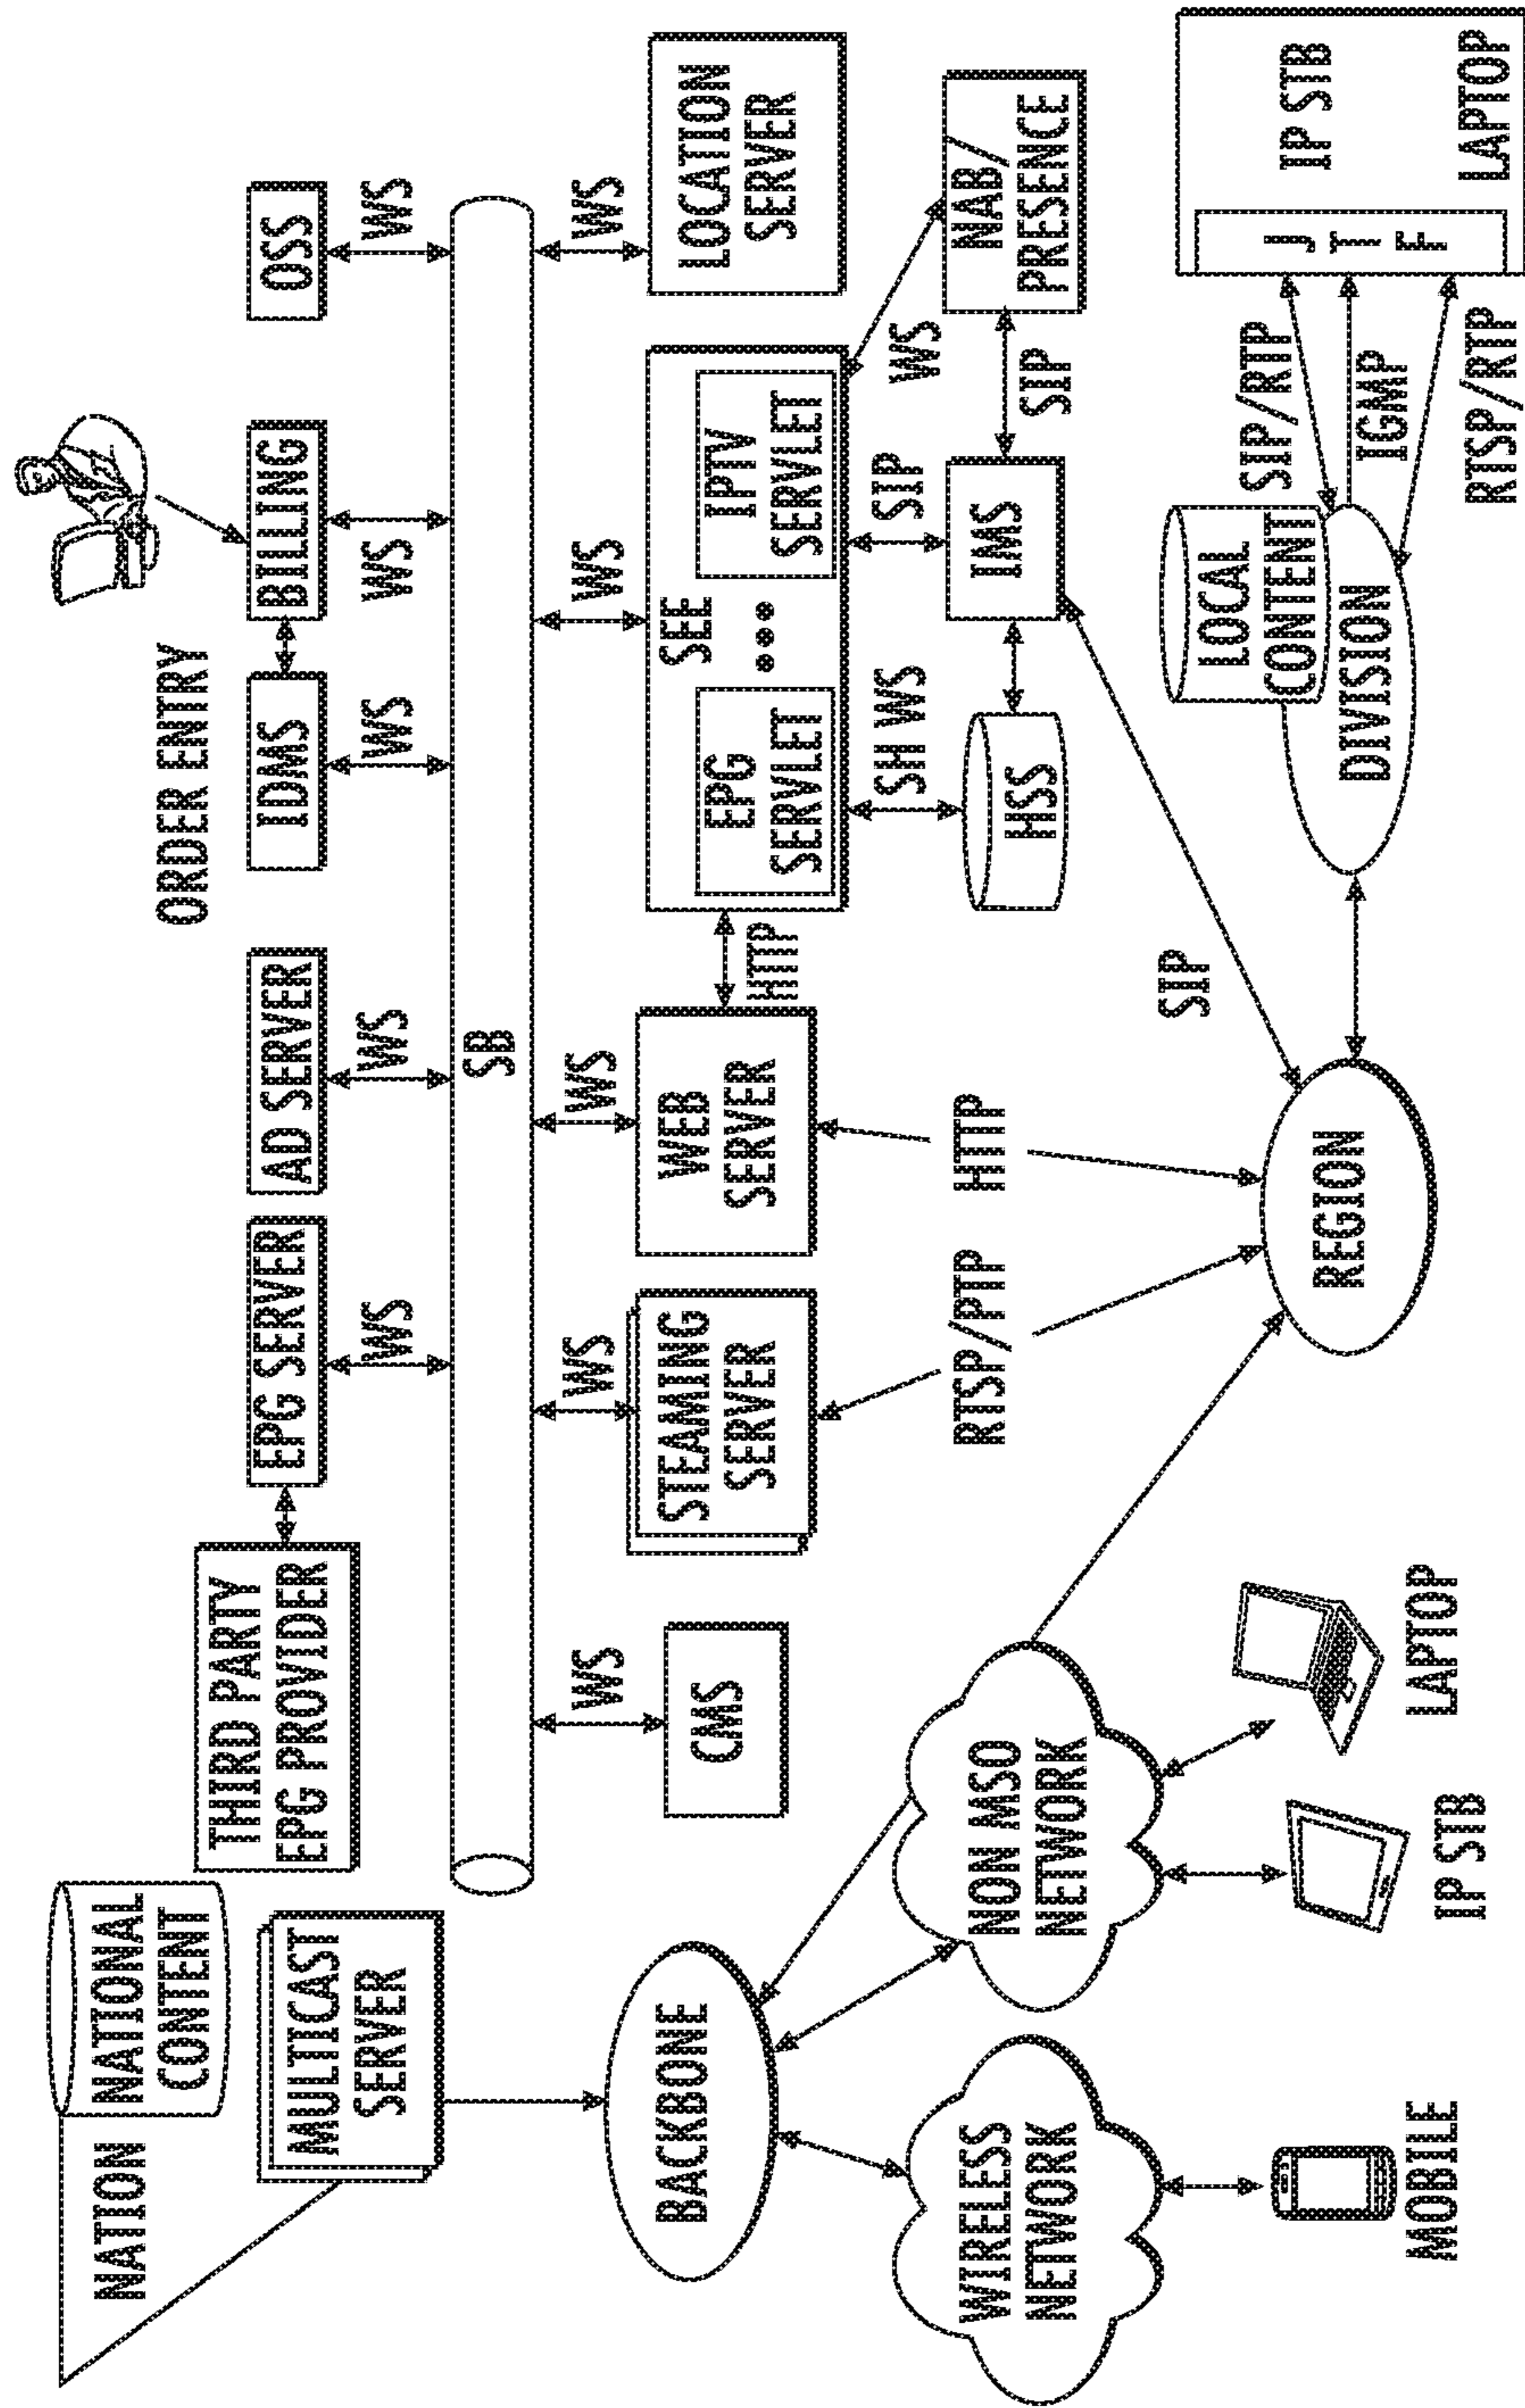 NATION
NATIONAL
CONTENT
MULTICAST
SERVER
THIRD PARTY
EPG PROVIDER
EPG SERVER
AD SERVER
ORDER ENTRY
IDMS
BILLING
OSS
WS
WS
WS
WS
WS
SB
WS
WS
WS
WS
WS
CMS
STEAMING
SERVER
WEB
SERVER
HTTP
SEE
EPG
SERVLET
IPTV
SERVLET
LOCATION
SERVER
BACKBONE
SH WS
SIP
WS
WIRELESS
NETWORK
NON MSO
NETWORK
RTSP/PTP
HTTP
HSS
IMS
SIP
NAB/
PRESENCE
SIP
REGION
LOCAL
CONTENT
DIVISION
SIP/RTP
IGMP
RTSP/RTP
J
T
F
IP STB
LAPTOP
MOBILE
IP STB
LAPTOP